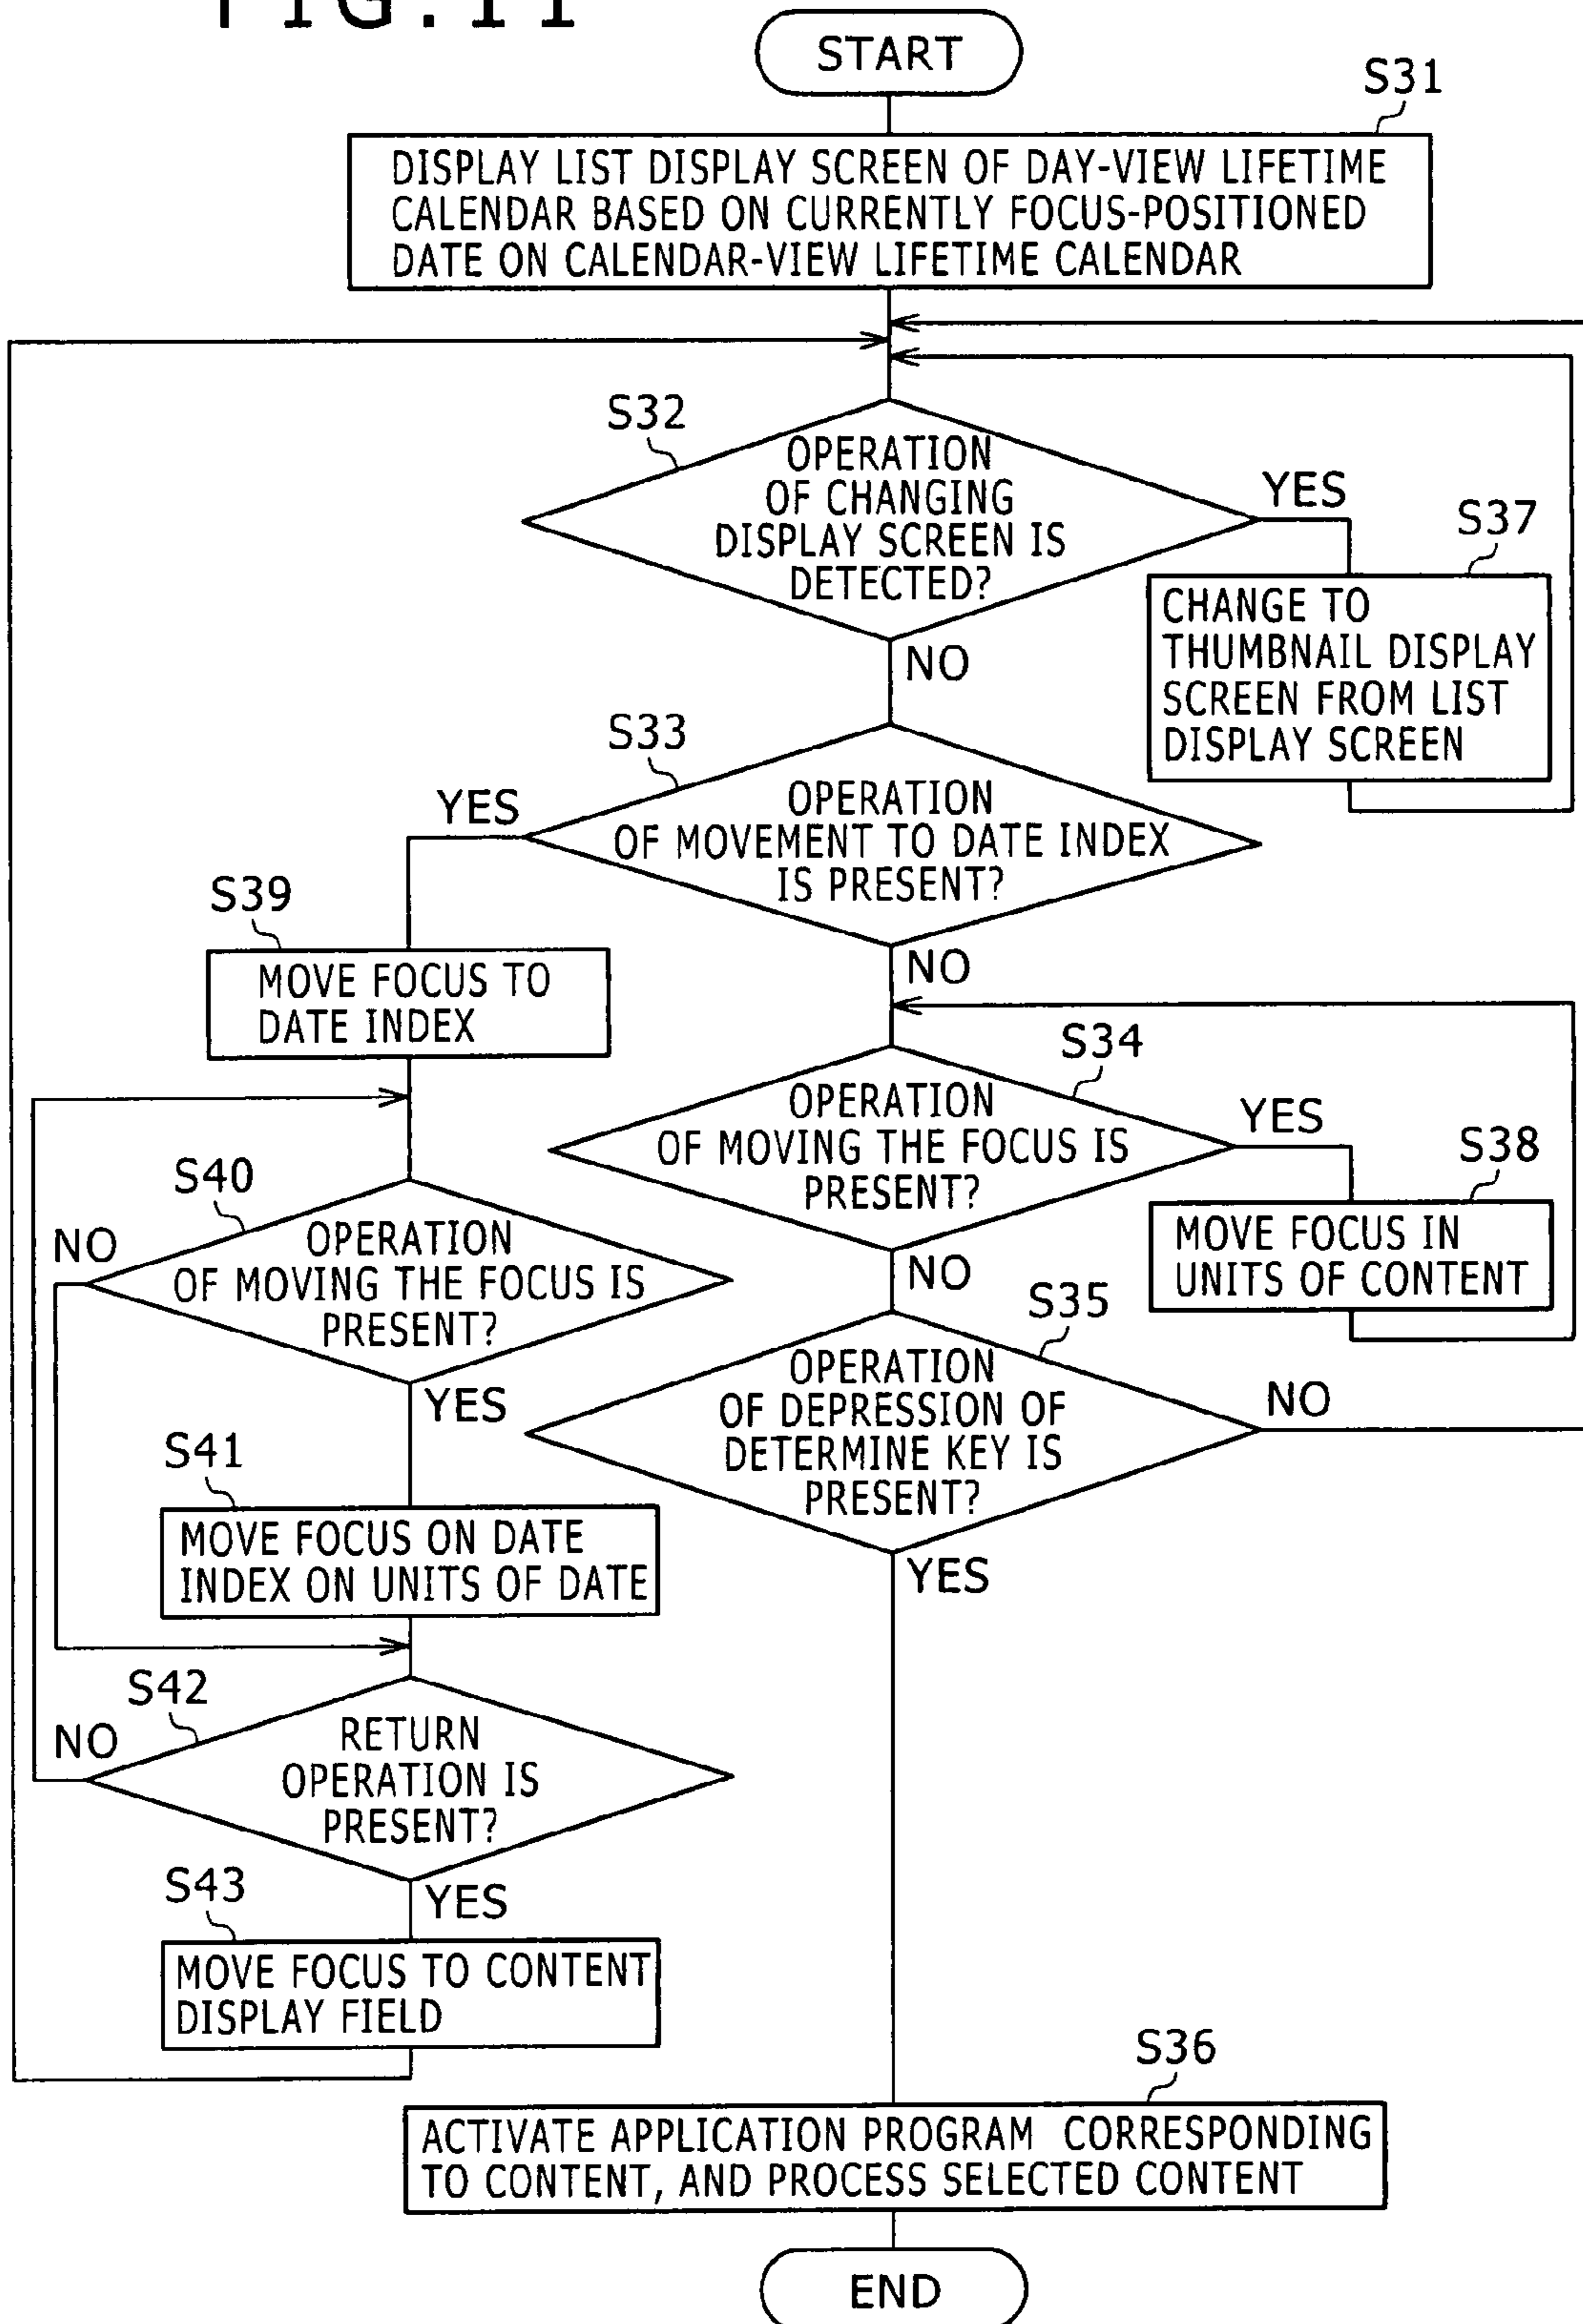 FIG.11
START
S31
DISPLAY LIST DISPLAY SCREEN OF DAY-VIEW LIFETIME
CALENDAR BASED ON CURRENTLY FOCUS-POSITIONED
DATE ON CALENDAR-VIEW LIFETIME CALENDAR
S32
OPERATION
OF CHANGING
DISPLAY SCREEN IS
DETECTED?
YES
NO
S37
CHANGE TO
THUMBNAIL DISPLAY
SCREEN FROM LIST
DISPLAY SCREEN
S33
OPERATION
OF MOVEMENT TO DATE INDEX
IS PRESENT?
YES
NO
S39
MOVE FOCUS TO
DATE INDEX
S34
OPERATION
OF MOVING THE FOCUS IS
PRESENT?
YES
NO
S38
MOVE FOCUS IN
UNITS OF CONTENT
S40
OPERATION
OF MOVING THE FOCUS IS
PRESENT?
NO
YES
S35
OPERATION
OF DEPRESSION OF
DETERMINE KEY IS
PRESENT?
NO
YES
S41
MOVE FOCUS ON DATE
INDEX ON UNITS OF DATE
S42
RETURN
OPERATION IS
PRESENT?
NO
YES
S43
MOVE FOCUS TO CONTENT
DISPLAY FIELD
S36
ACTIVATE APPLICATION PROGRAM CORRESPONDING
TO CONTENT, AND PROCESS SELECTED CONTENT
END